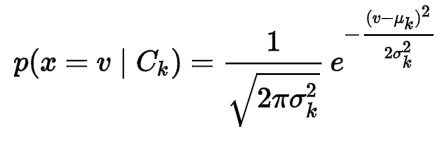 p(x = v | C_k) = \frac{1}{\sqrt{2\pi\sigma_k^2}} e^{-\frac{(v-\mu_k)^2}{2\sigma_k^2}}